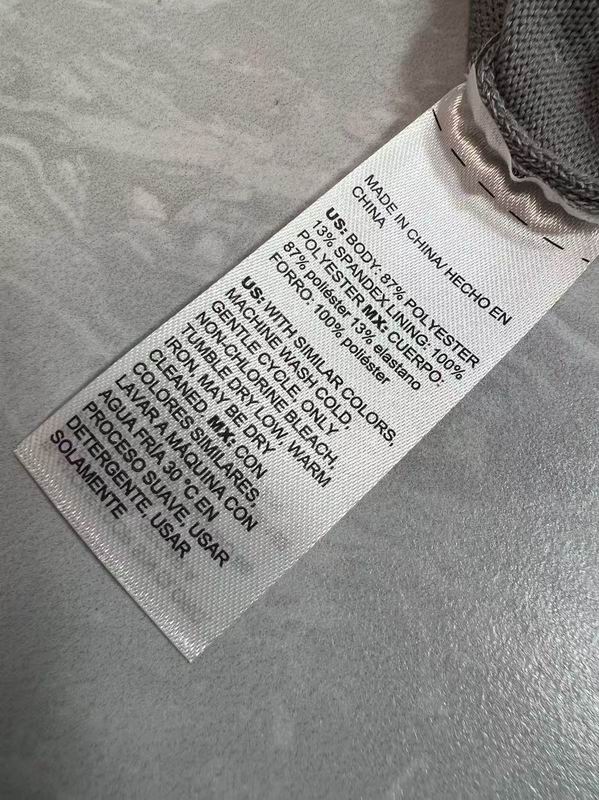 MADE IN CHINA/ HECHO EN
CHINA
US: BODY: 87% POLYESTER
13% SPANDEX LINING: 100%
POLYESTER MX: CUERPO:
87% poliéster 13% elastano
FORRO: 100% poliéster
US: WITH SIMILAR COLORS,
MACHINE WASH COLD,
GENTLE CYCLE, ONLY
NON-CHLORNE BLEACH,
TUMBLE DRY LOW, WARM
IRON, MAY BE DRY
CLEANED. MX: CON
COLORES SIMILARES,
LAVAR A MAQUINA CON
AGUA FRIA 30°C EN
PROCESO SUAVE, USAR
DETERGENTE, USAR
SOLAMENTE